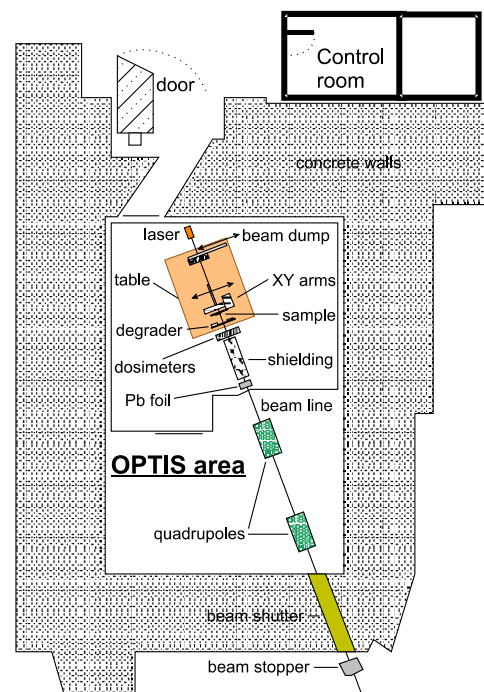 Control
room
door
concrete walls
laser
beam dump
table
XY arms
degrader
sample
dosimeters
shielding
Pb foil
beam line
OPTIS area
quadrupoles
beam shutter
beam stopper